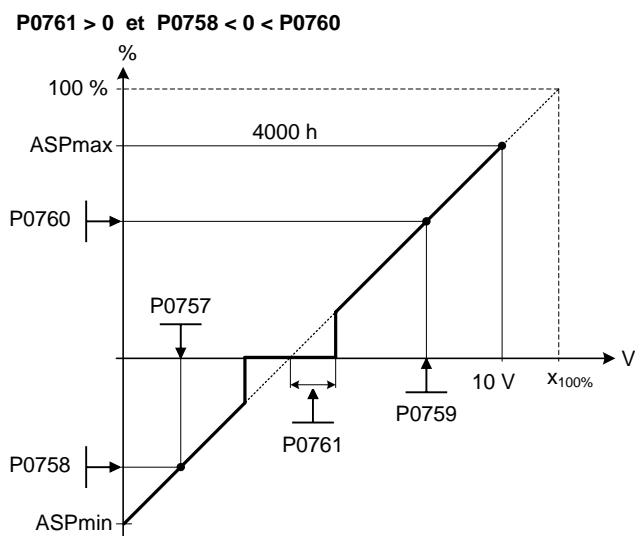 P0761 > 0 et P0758 < 0 < P0760
%
100 %
ASPmax
4000 h
P0760
P0757
V
10 V
x100%
P0759
P0761
P0758
ASPmin